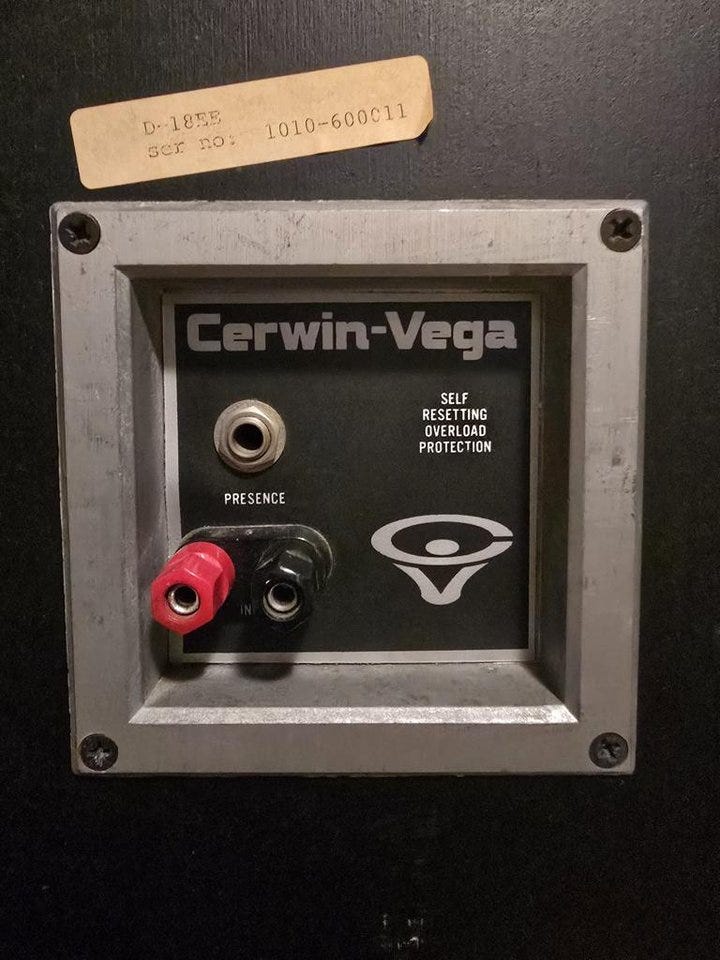 D-18EE
ser no: 1010-600011
Cerwin-Vega
SELF
RESETTING
OVERLOAD
PROTECTION
PRESENCE
IN